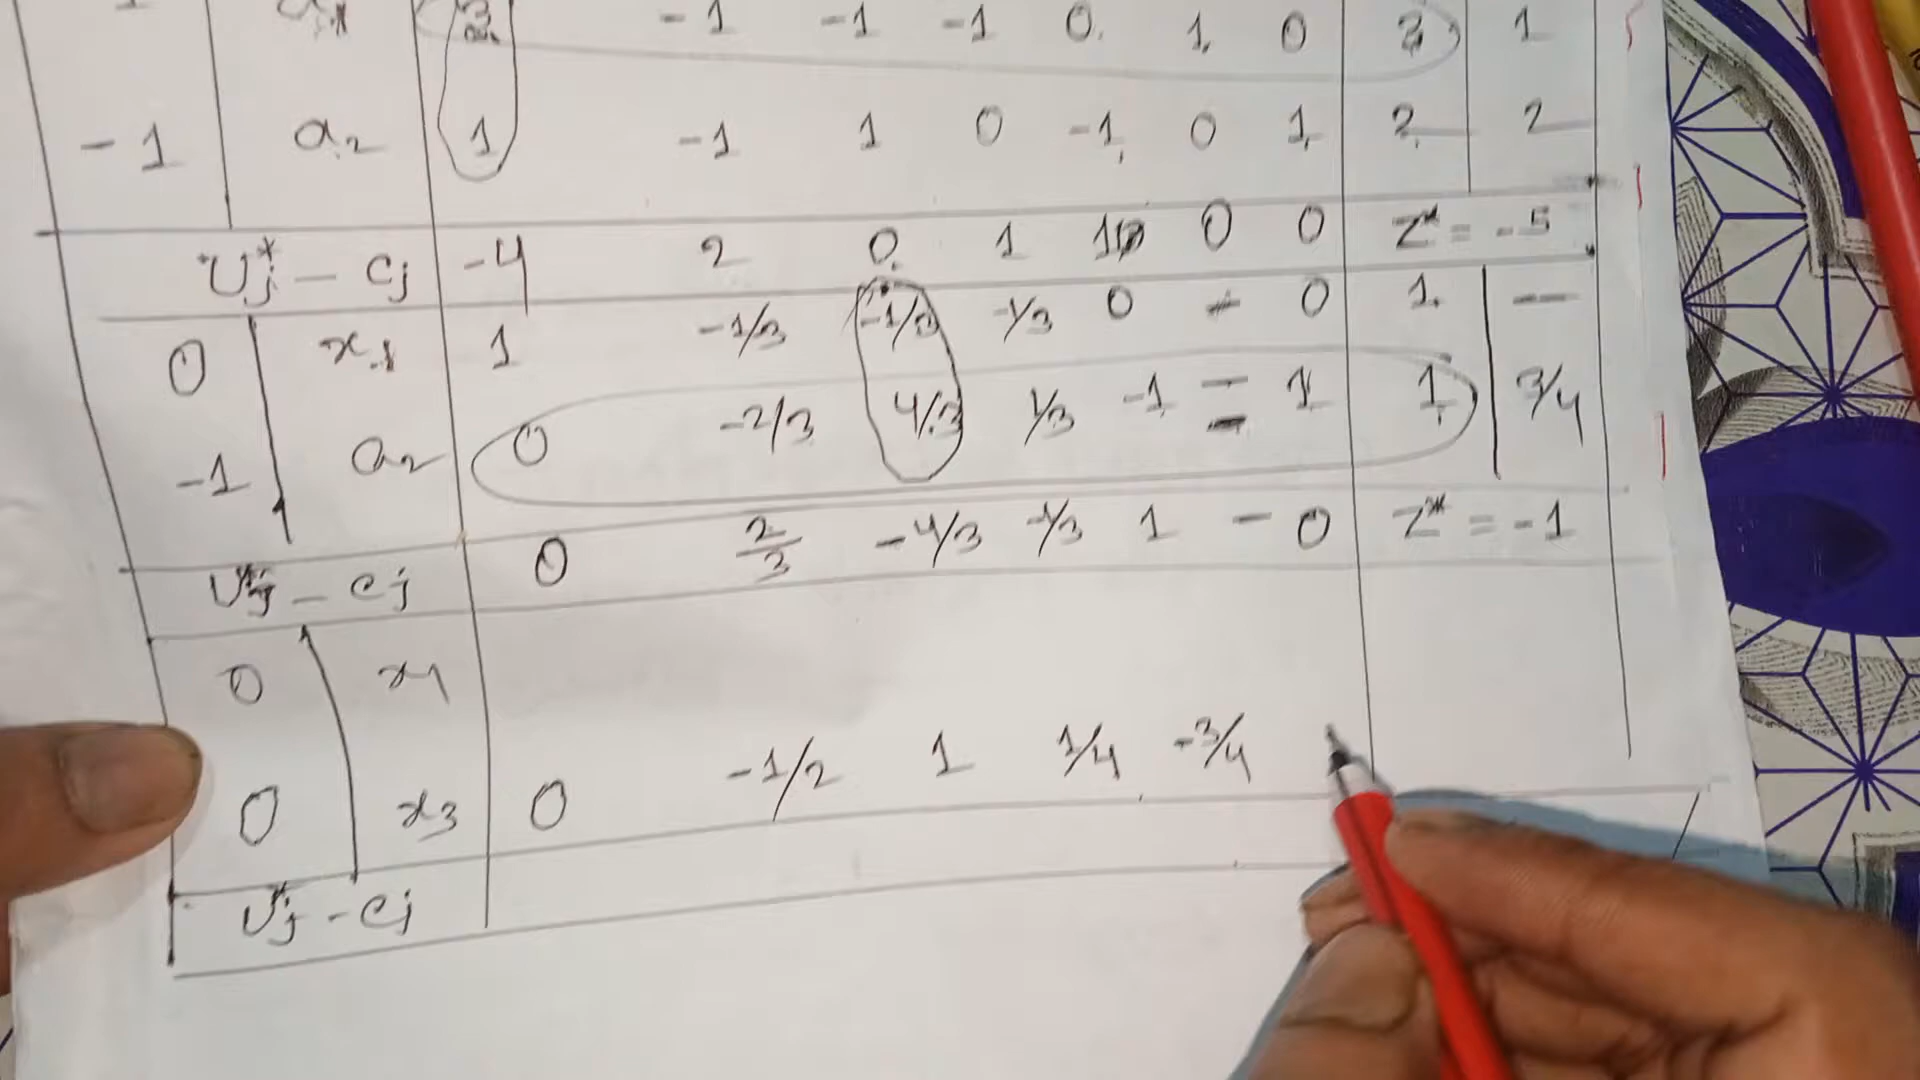 3 -1 -1 -1 0 1 0 3 1
-1 a2 1 -1 1 0 -1 0 1 2 2
Uj* - cj -4 2 0 1 1 0 0 Z* = -5
0 x1 1 -1/3 -1/3 -1/3 0 - 0 1 —
-1 a2 0 -2/3 4/3 1/3 -1 - 1 1 3/4
Uj* - cj 0 2/3 -4/3 -1/3 1 - 0 Z* = -1
0 x1
0 x3 0 -1/2 1 1/4 -3/4
Uj* - cj